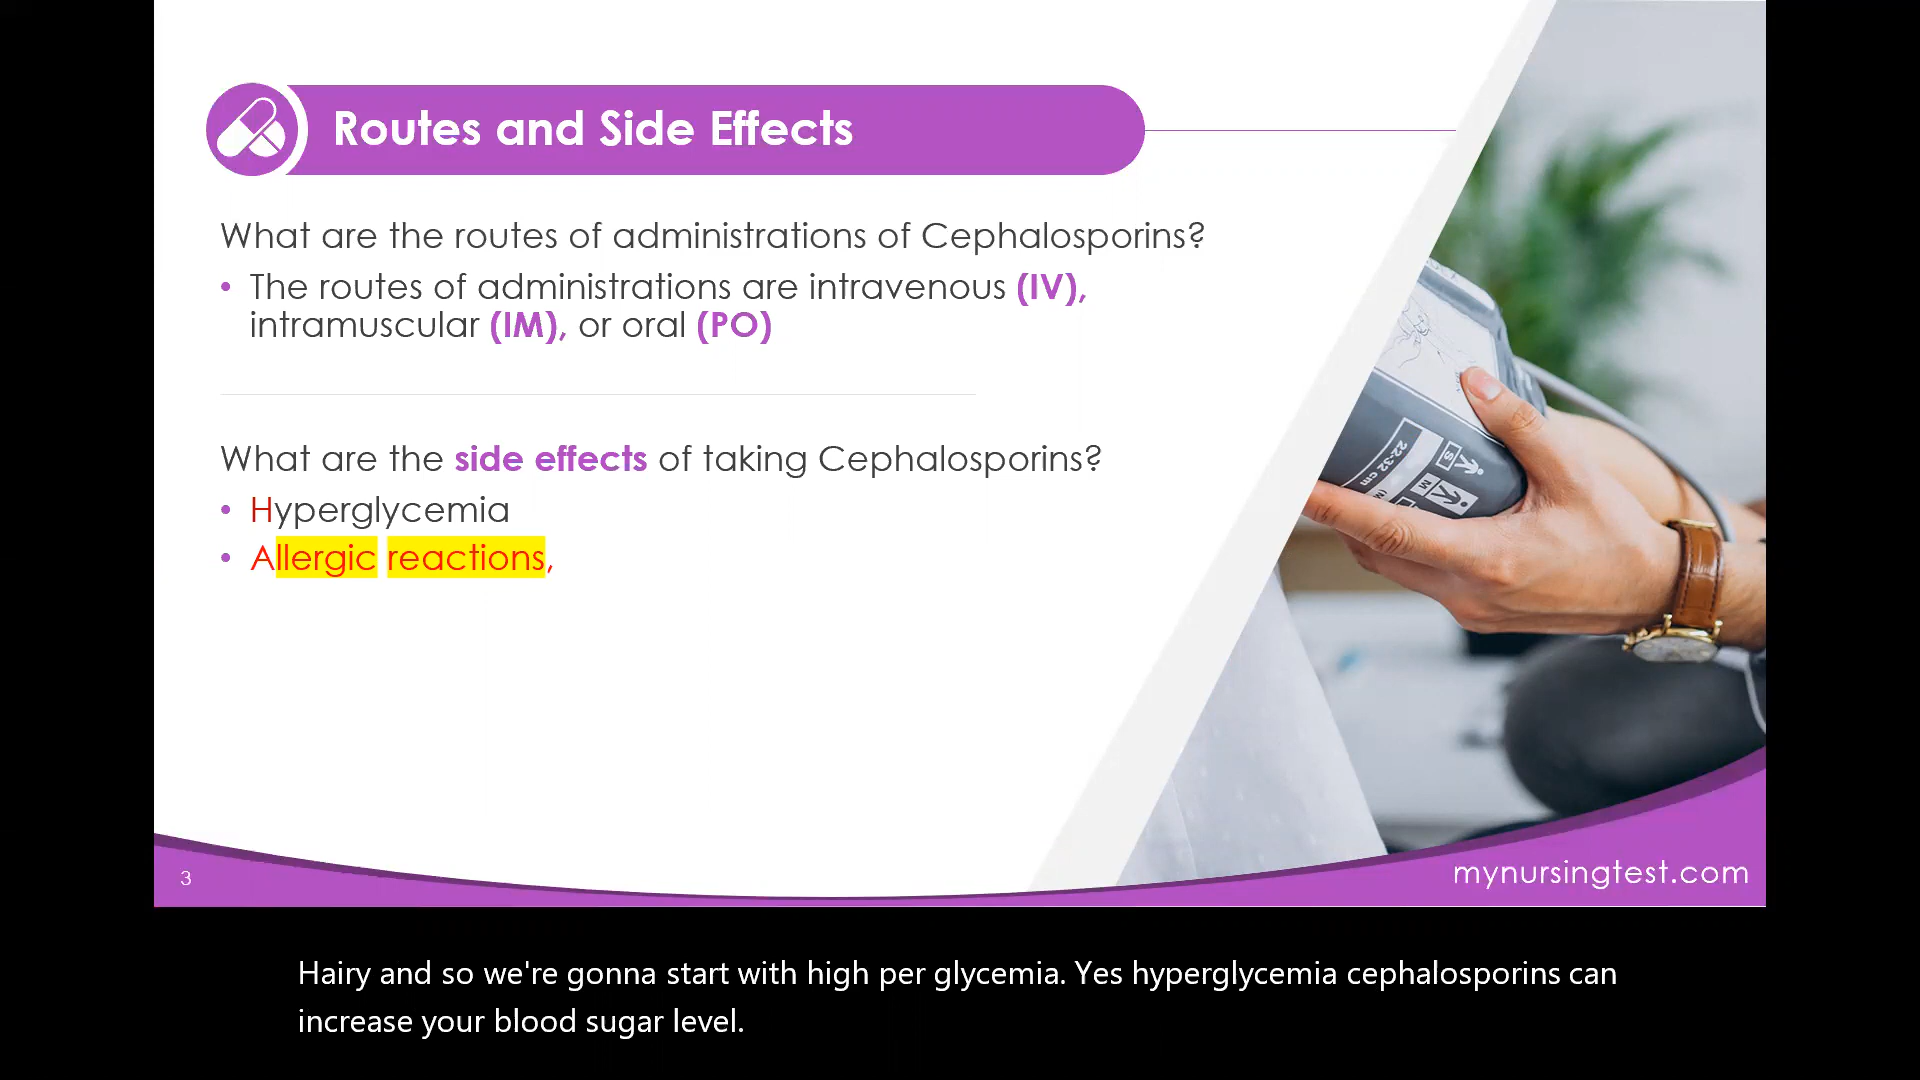 Routes and Side Effects
What are the routes of administrations of Cephalosporins?
• The routes of administrations are intravenous (IV),
intramuscular (IM), or oral (PO)
What are the side effects of taking Cephalosporins?
• Hyperglycemia
• Allergic reactions,
22-32 cm
S
M
3
mynursingtest.com
Hairy and so we're gonna start with high per glycemia. Yes hyperglycemia cephalosporins can
increase your blood sugar level.